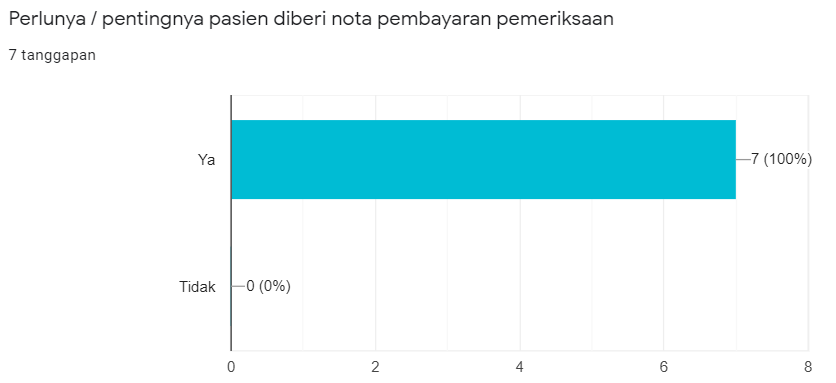 Perlunya / pentingnya pasien diberi nota pembayaran pemeriksaan
7 tanggapan
Ya
7 (100%)
Tidak
0 (0%)
0
2
4
6
8